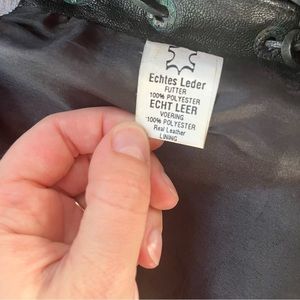 Echtes Leder
FUTTER
100% POLYESTER
ECHT LEER
VOERING
100% POLYESTER
Real Leather
LINING